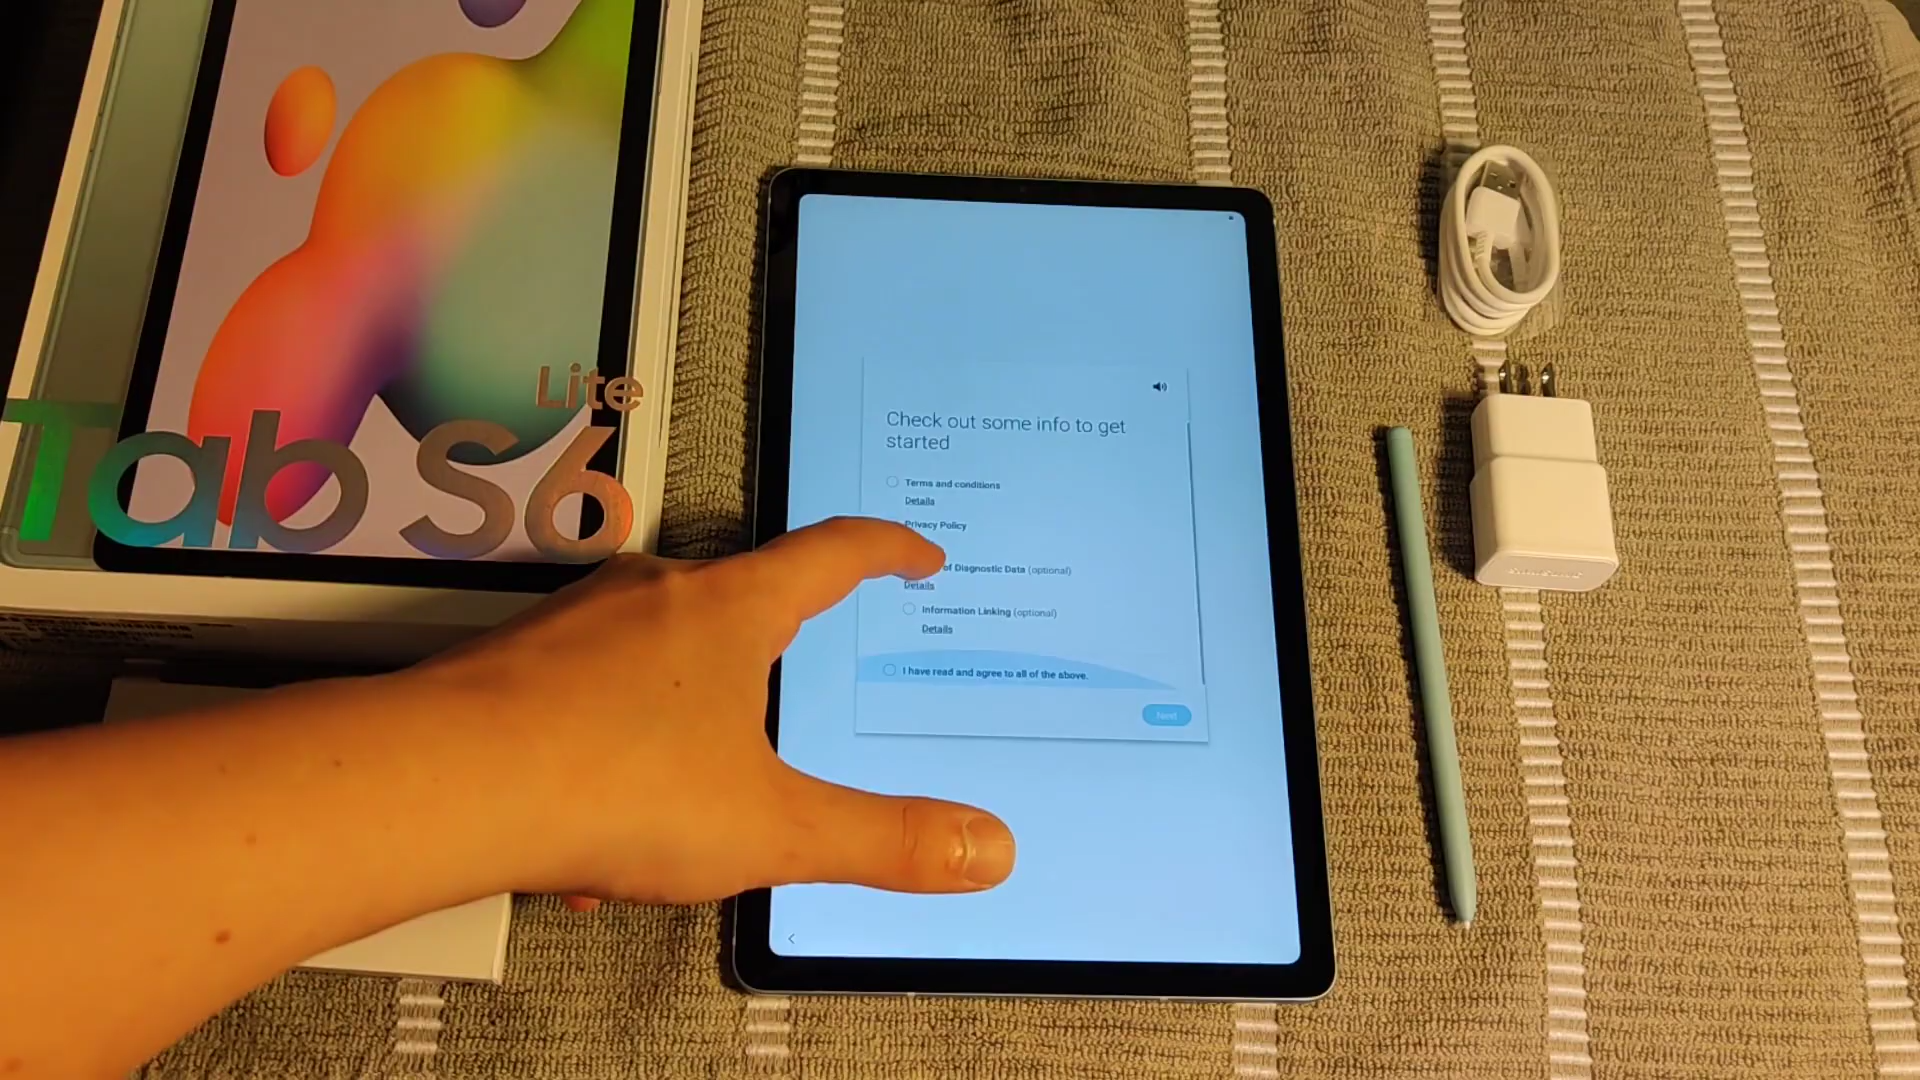 Lite
Tab S6
Check out some info to get
started
Terms and conditions
Details
Privacy Policy
of Diagnostic Data (optional)
Details
Information Linking (optional)
Details
I have read and agree to all of the above.
Next
SAMSUNG